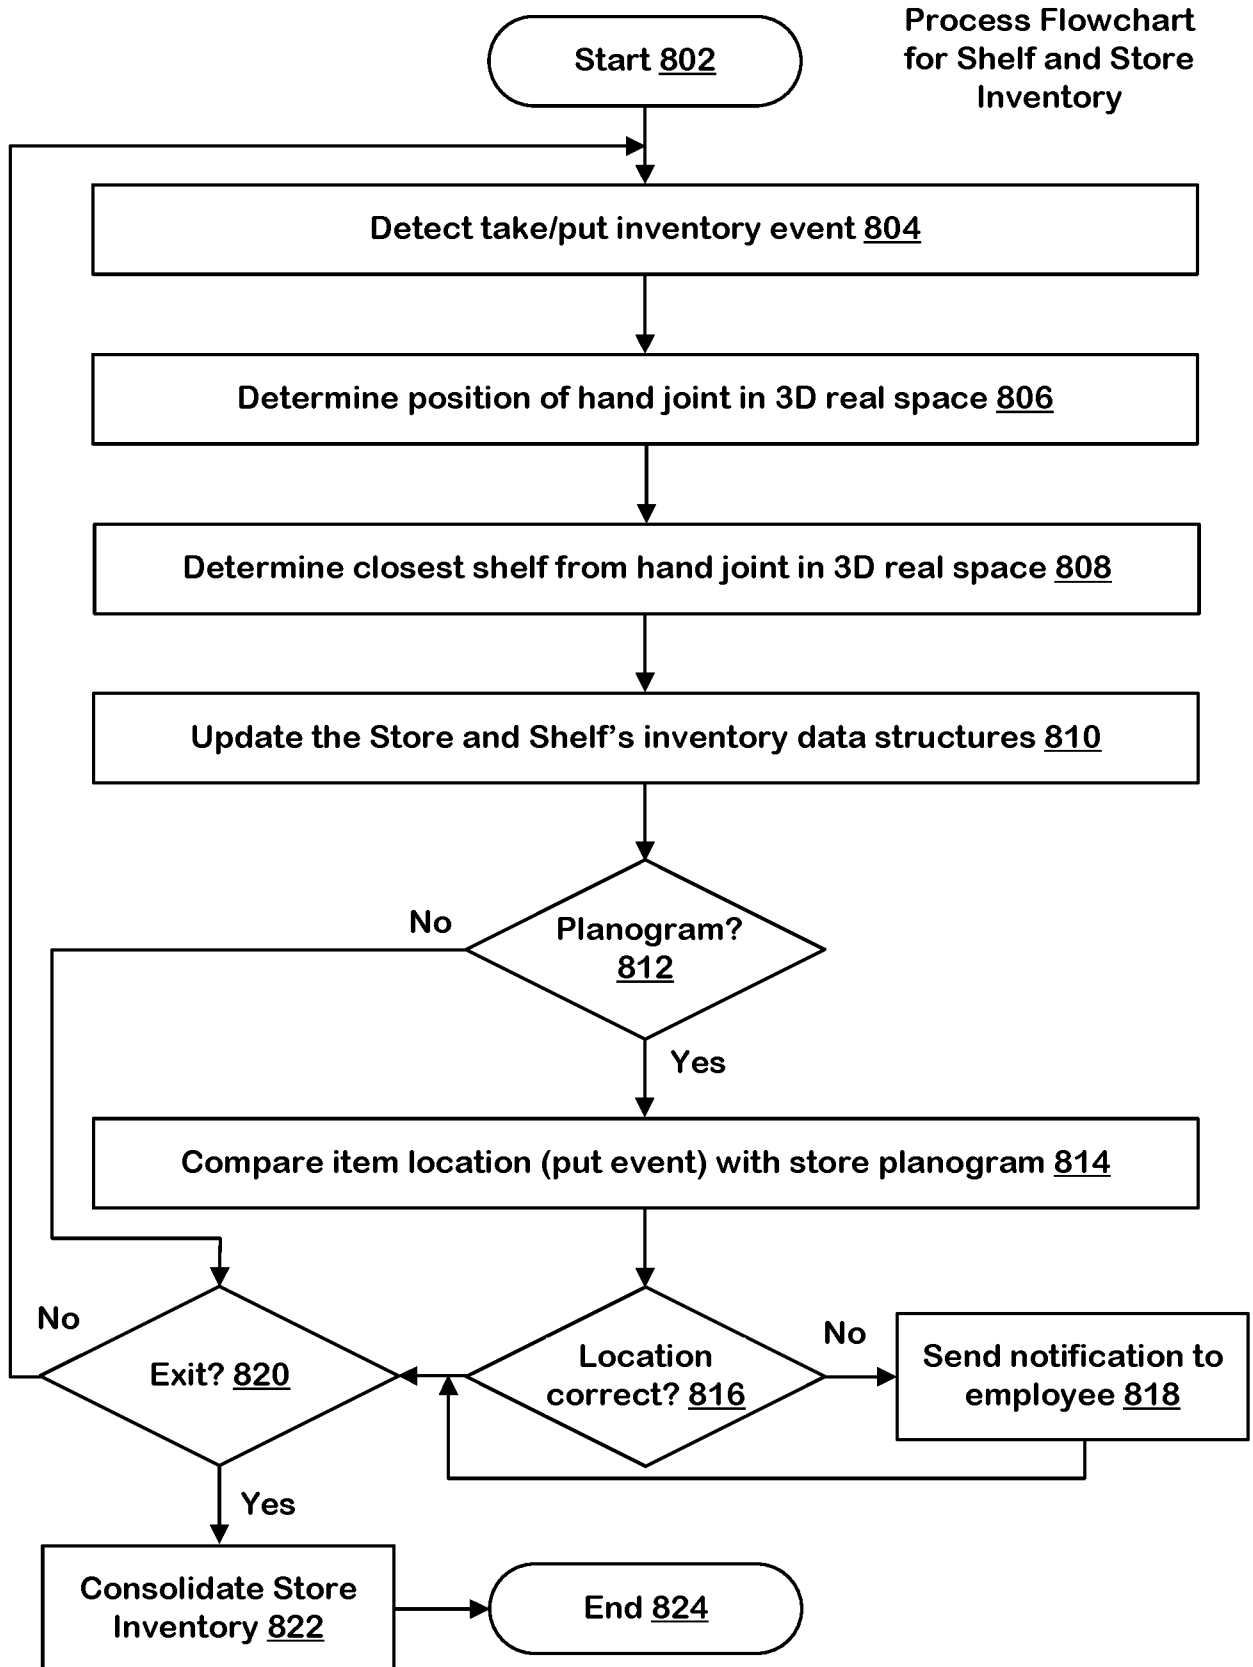 Process Flowchart
for Shelf and Store
Inventory
Start 802
Detect take/put inventory event 804
Determine position of hand joint in 3D real space 806
Determine closest shelf from hand joint in 3D real space 808
Update the Store and Shelf’s inventory data structures 810
No
Planogram?
812
Yes
Compare item location (put event) with store planogram 814
No
Exit? 820
Location
correct? 816
No
Send notification to
employee 818
Yes
Consolidate Store
Inventory 822
End 824